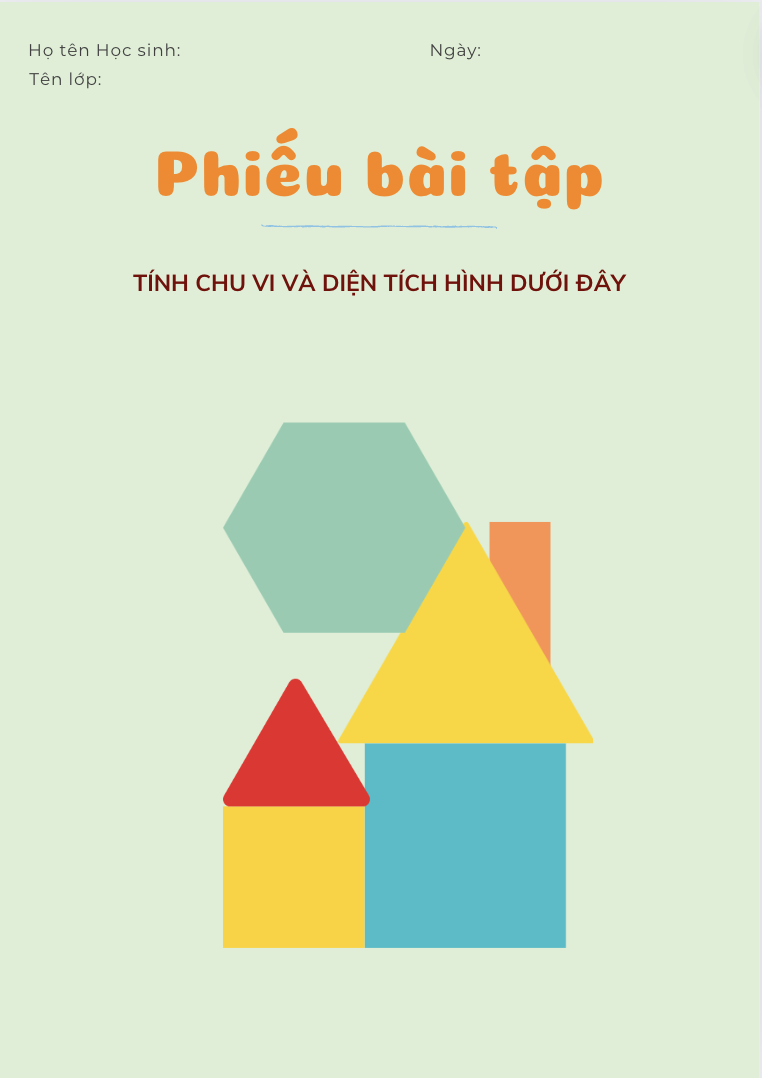 Họ tên Học sinh:
Ngày:
Tên lớp:
Phiếu bài tập
TÍNH CHU VI VÀ DIỆN TÍCH HÌNH DƯỚI ĐÂY